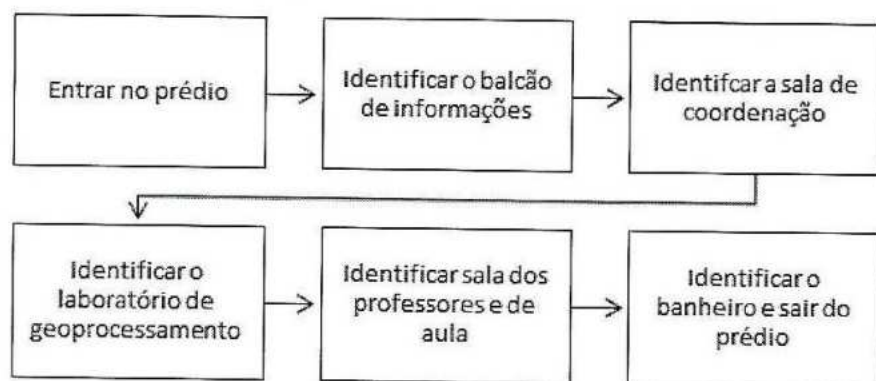 Entrar no prédio
Identificar o balcão
de informações
Identifcar a sala de
coordenação
Identificar o
laboratório de
geoprocessamento
Identificar sala dos
professores e de
aula
Identificar o
banheiro e sair do
prédio